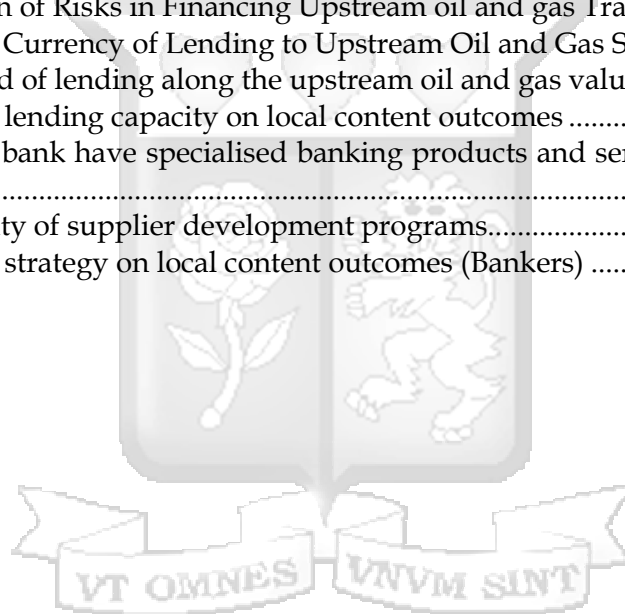 n of Risks in Financing Upstream oil and gas Tra
Currency of Lending to Upstream Oil and Gas S
d of lending along the upstream oil and gas valu
lending capacity on local content outcomes ........
bank have specialised banking products and ser
........................................................................................
ty of supplier development programs...................
strategy on local content outcomes (Bankers) .....
VT OMNES VNVM SINT